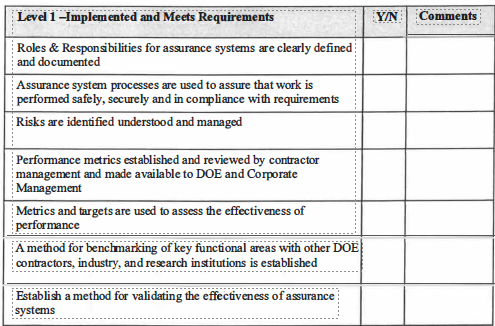 Level 1 –Implemented and Meets Requirements Y/N Comments
Roles & Responsibilities for assurance systems are clearly defined
and documented
Assurance system processes are used to assure that work is
performed safely, securely and in compliance with requirements
Risks are identified understood and managed
Performance metrics established and reviewed by contractor
management and made available to DOE and Corporate
Management
Metrics and targets are used to assess the effectiveness of
performance
A method for benchmarking of key functional areas with other DOE
contractors, industry, and research institutions is established
Establish a method for validating the effectiveness of assurance
systems